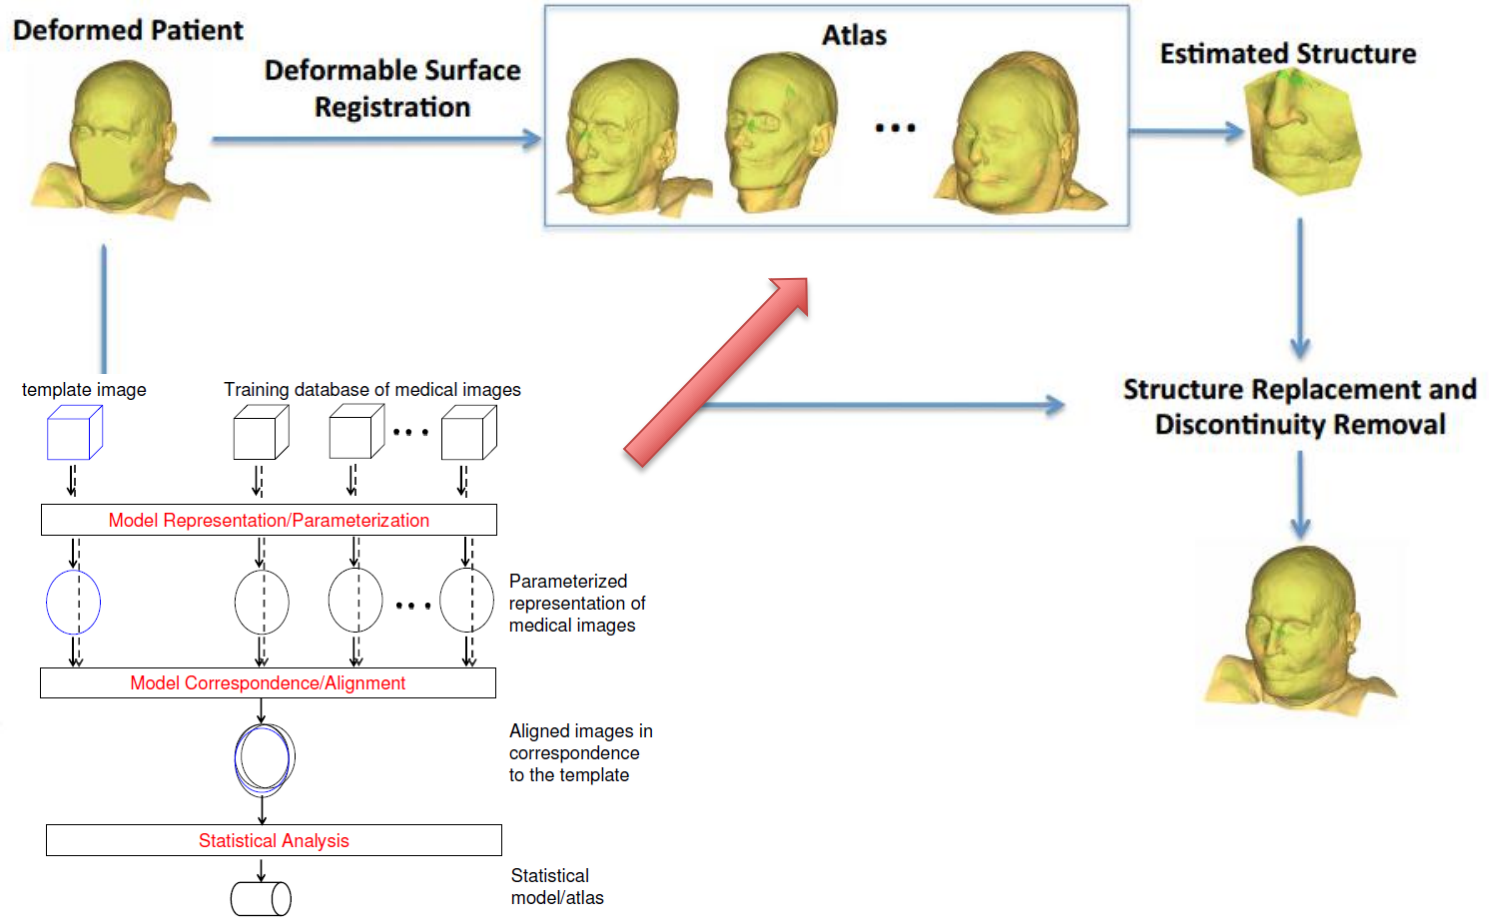 Deformed Patient
Deformable Surface
Registration
Atlas
Estimated Structure
template image
Training database of medical images
Structure Replacement and
Discontinuity Removal
Model Representation/Parameterization
Parameterized
representation of
medical images
Model Correspondence/Alignment
Aligned images in
correspondence
to the template
Statistical Analysis
Statistical
model/atlas